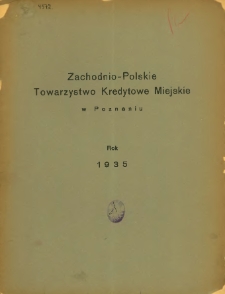 Zachodnio-Polskie
Towarzystwo Kredytowe Miejskie
w Poznaniu
Rok
1935